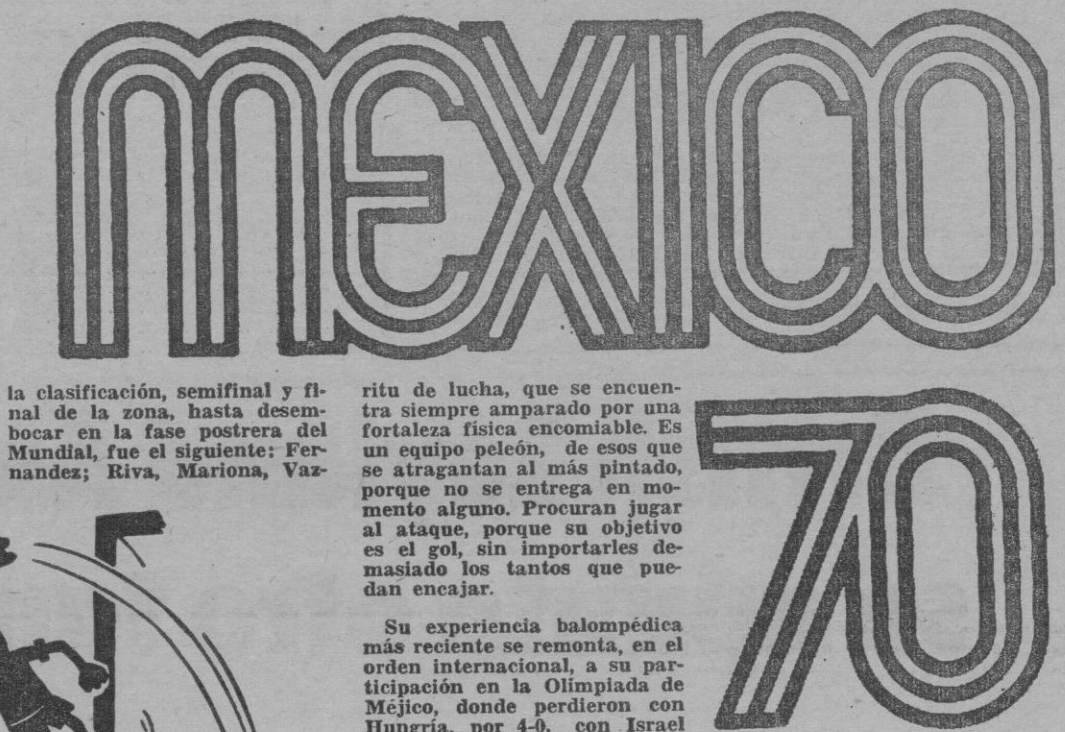 MEXICO
70
la clasificación, semifinal y fi-
nal de la zona, hasta desem-
bocar en la fase postrera del
Mundial, fue el siguiente: Fer-
nandez; Riva, Mariona, Vaz-
ritu de lucha, que se encuen-
tra siempre amparado por una
fortaleza física encomiable. Es
un equipo peleón, de esos que
se atragantan al más pintado,
porque no se entrega en mo-
mento alguno. Procuran jugar
al ataque, porque su objetivo
es el gol, sin importarles de-
masiado los tantos que pue-
dan encajar.
Su experiencia balompédica
más reciente se remonta, en el
orden internacional, a su par-
ticipación en la Olimpiada de
Méjico, donde perdieron con
Hungría, por 4-0, con Israel